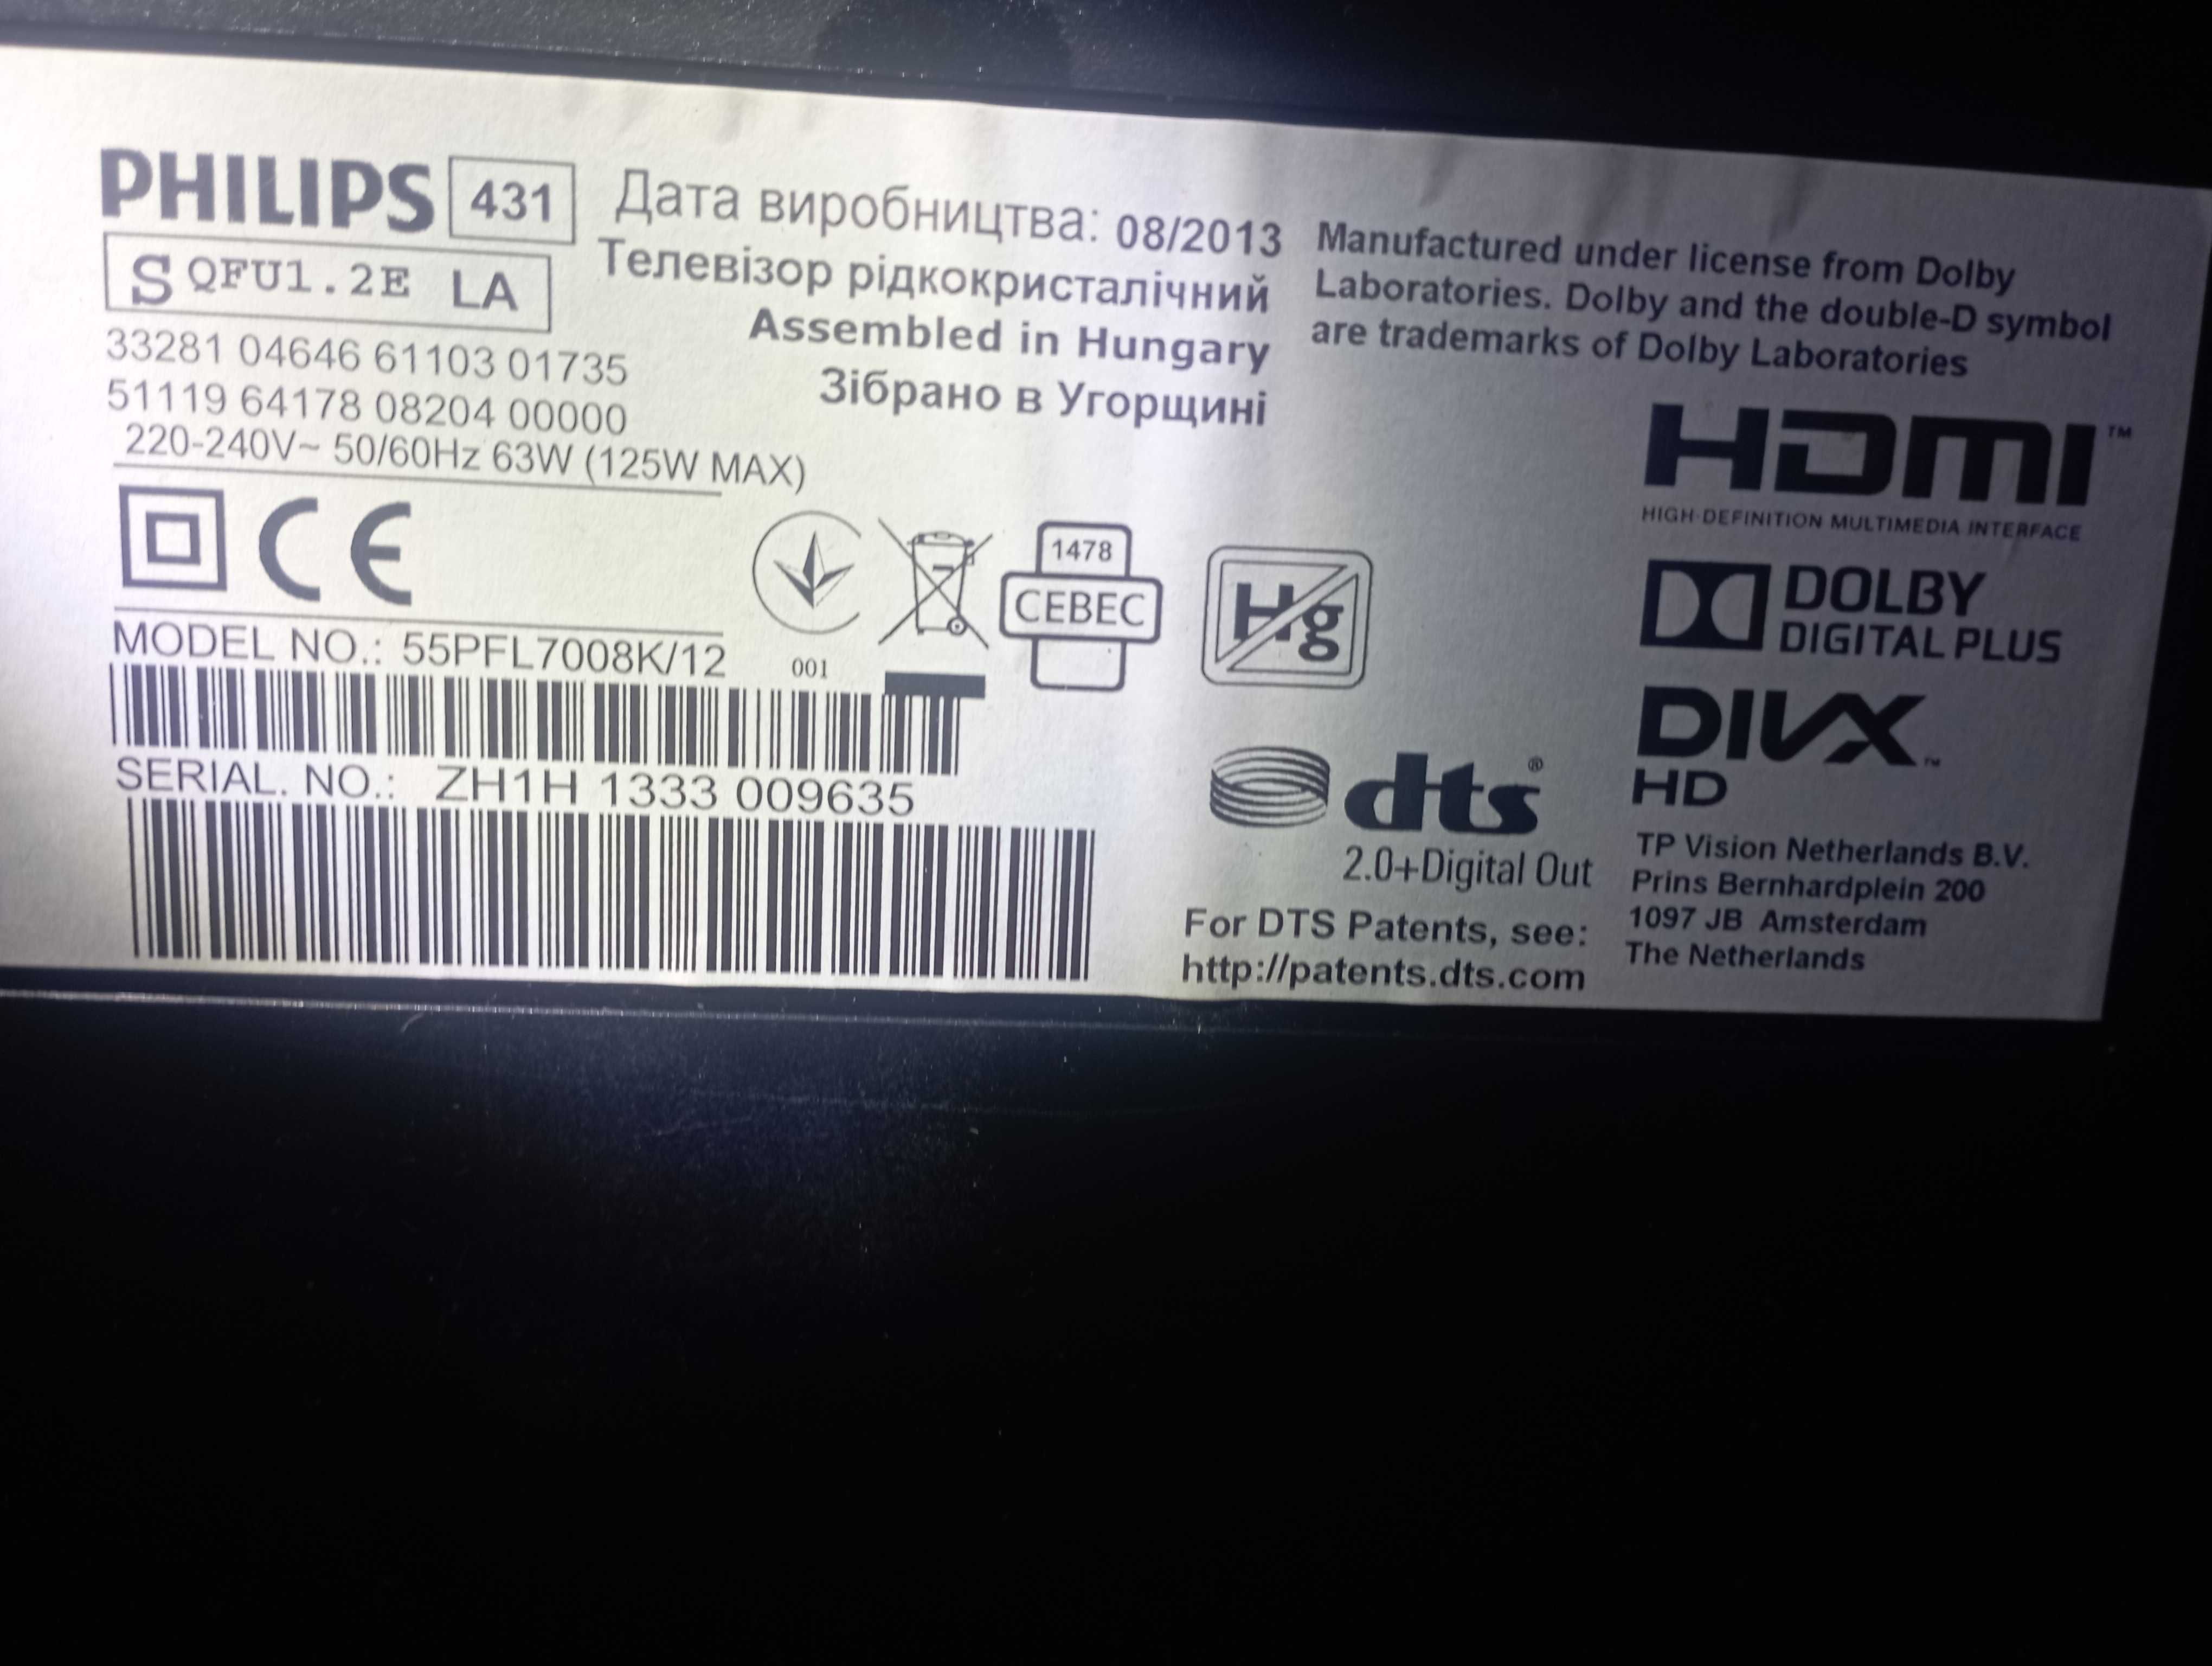 PHILIPS 431
S QFU1.2E LA
33281 04646 61103 01735
51119 64178 08204 00000
220-240V~ 50/60Hz 63W (125W MAX)
Дата виробництва: 08/2013
Телевізор рідкокристалічний
Assembled in Hungary
Зібрано в Угорщині
Manufactured under license from Dolby
Laboratories. Dolby and the double-D symbol
are trademarks of Dolby Laboratories
CE
001
1478
CEBEC
Hg
HDMI™
HIGH-DEFINITION MULTIMEDIA INTERFACE
DOLBY
DIGITAL PLUS
DIVX™
HD
MODEL NO.: 55PFL7008K/12
SERIAL. NO.: ZH1H 1333 009635
dts®
2.0+Digital Out
For DTS Patents, see:
http://patents.dts.com
TP Vision Netherlands B.V.
Prins Bernhardplein 200
1097 JB Amsterdam
The Netherlands